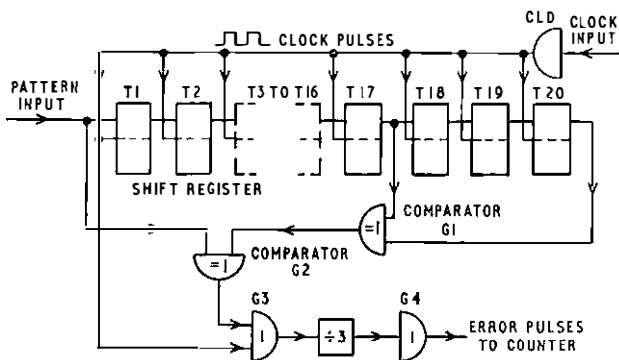 CLD
CLOCK
INPUT
CLOCK PULSES
PATTERN
INPUT
T1
T2
T3 TO T16
T17
T18
T19
T20
SHIFT REGISTER
=1
COMPARATOR
G1
=1
COMPARATOR
G2
G3
1
÷3
G4
1
ERROR PULSES
TO COUNTER